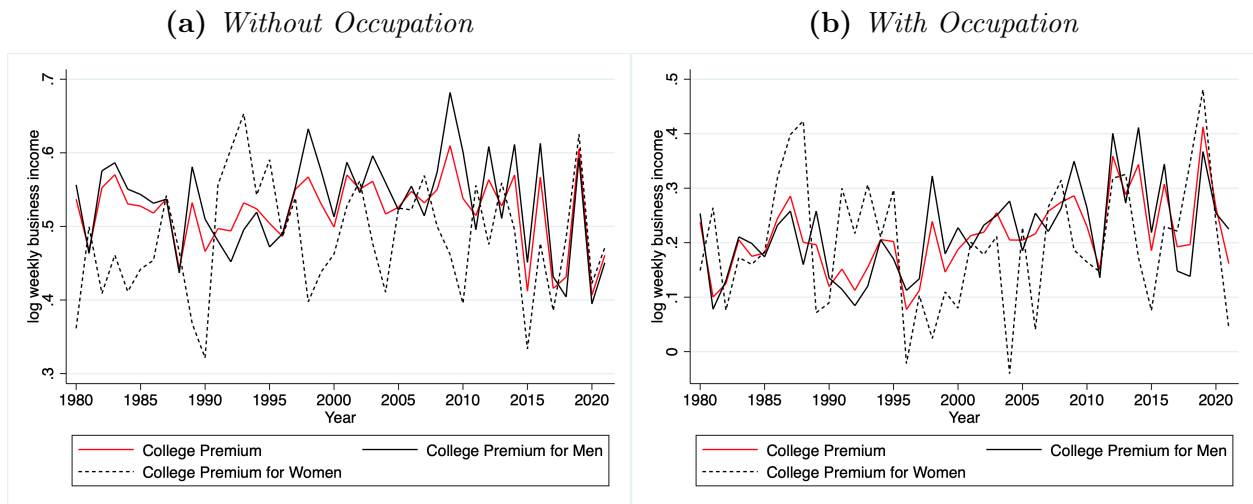 (a) Without Occupation
log weekly business income
.7
.6
.5
.4
.3
1980 1985 1990 1995 2000 2005 2010 2015 2020
Year
College Premium College Premium for Men
College Premium for Women
(b) With Occupation
log weekly business income
.5
.4
.3
.2
.1
0
1980 1985 1990 1995 2000 2005 2010 2015 2020
Year
College Premium College Premium for Men
College Premium for Women